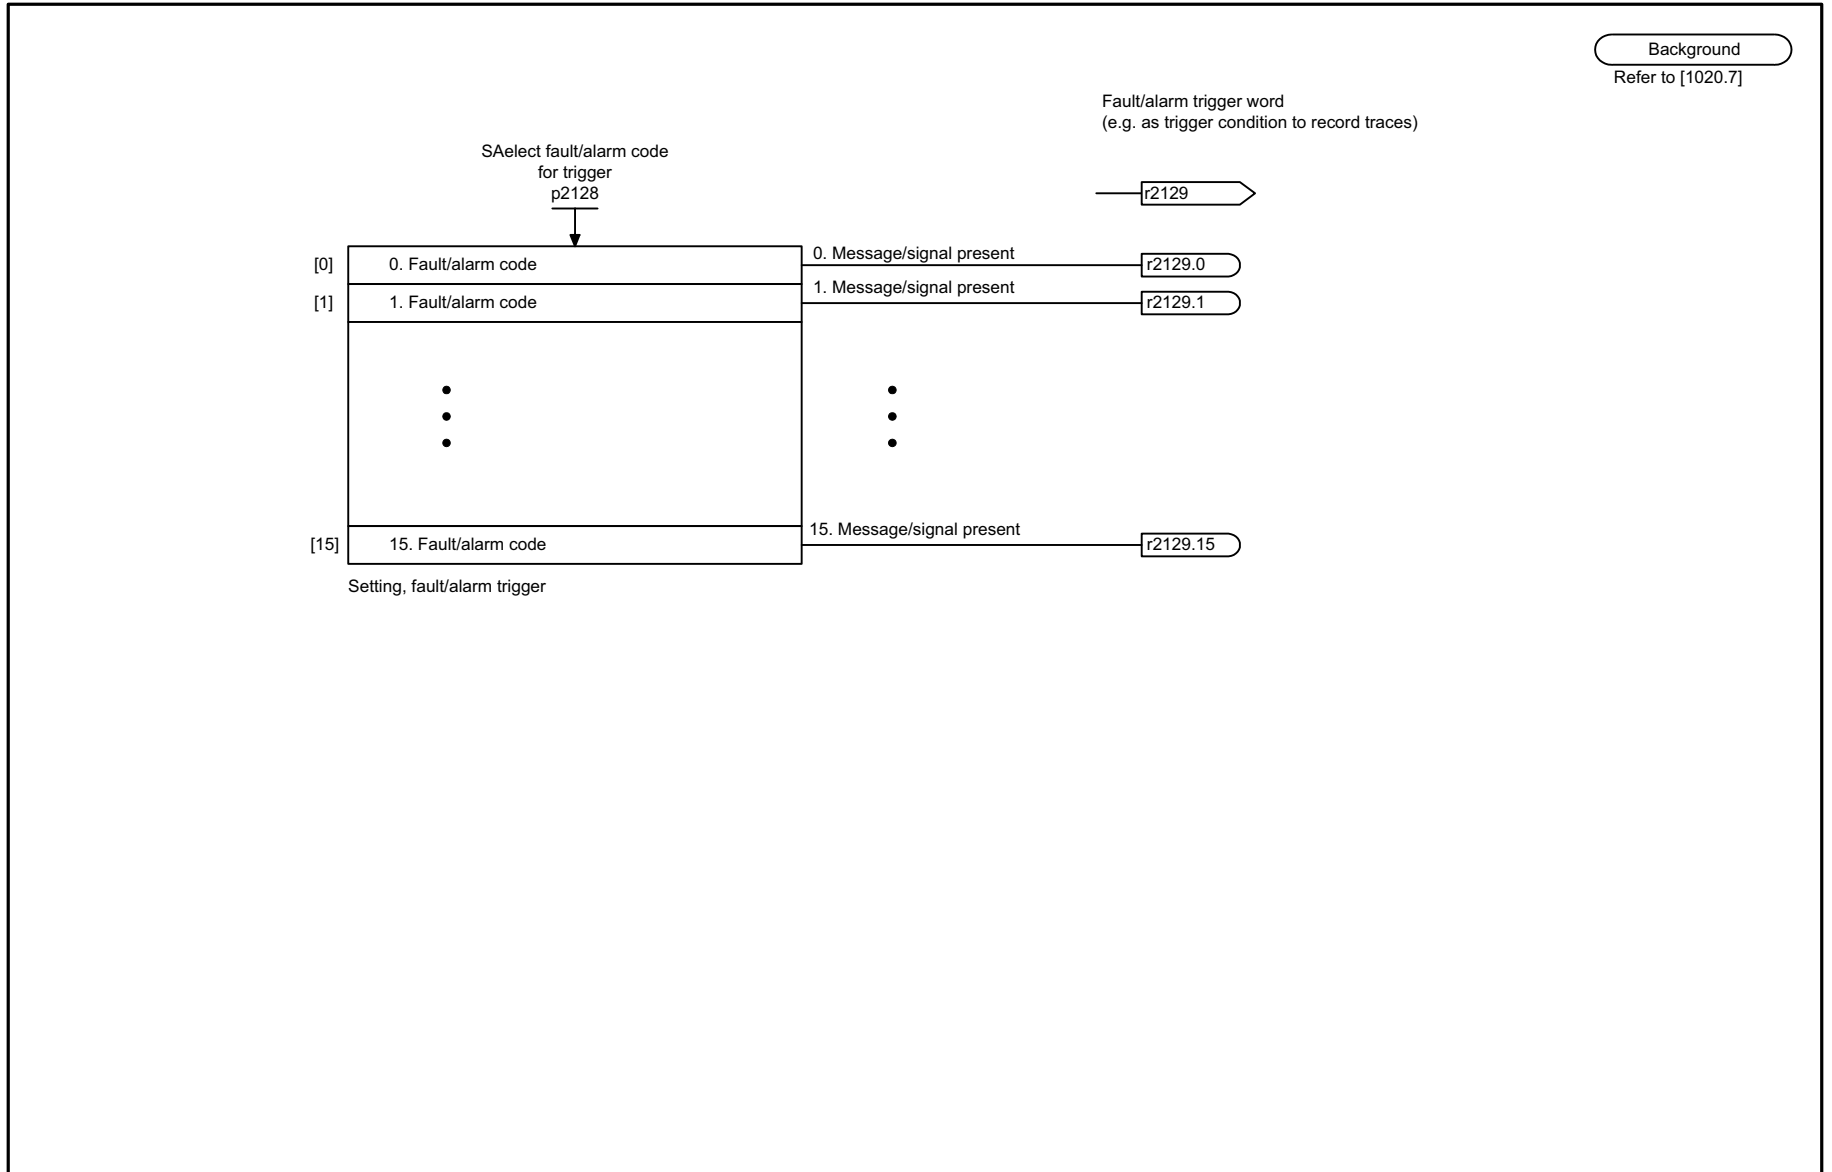 Background
Refer to [1020.7]
Fault/alarm trigger word
(e.g. as trigger condition to record traces)
SAelect fault/alarm code
for trigger
p2128
r2129
[0]
0. Fault/alarm code
0. Message/signal present
r2129.0
[1]
1. Fault/alarm code
1. Message/signal present
r2129.1
[15]
15. Fault/alarm code
15. Message/signal present
r2129.15
Setting, fault/alarm trigger